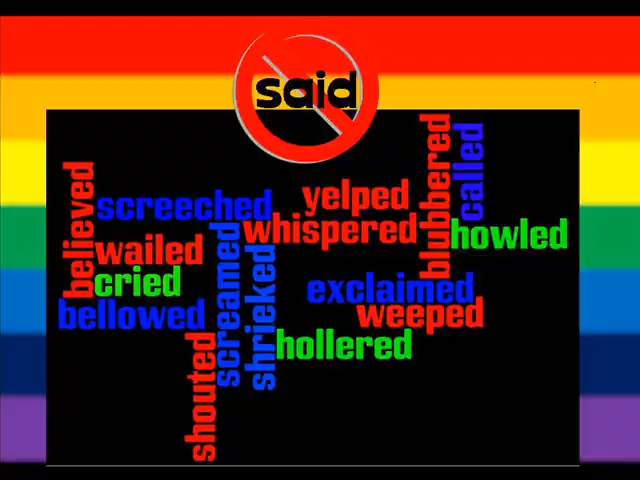 said
believed
screeched
wailed
cried
bellowed
shouted
screamed
shrieked
yelped
whispered
blubbered
called
howled
exclaimed
weeped
hollered